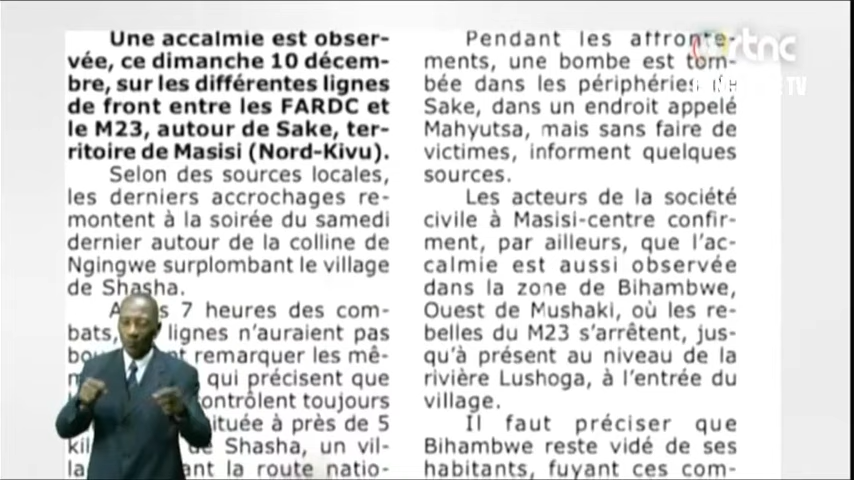 Une accalmie est obser-
vée, ce dimanche 10 décem-
bre, sur les différentes lignes
de front entre les FARDC et
le M23, autour de Sake, ter-
ritoire de Masisi (Nord-Kivu).
Selon des sources locales,
les derniers accrochages re-
montent à la soirée du samedi
dernier autour de la colline de
Ngingwe surplombant le village
de Shasha.
7 heures des com-
bats, lignes n'auraient pas
remarquer les mê-
qui précisent que
contrôlent toujours
située à près de 5
de Shasha, un vil-
la route natio-
Pendant les affronte-
ments, une bombe est tom-
bée dans les périphéries
Sake, dans un endroit appelé
Mahyutsa, mais sans faire de
victimes, informent quelques
sources.
Les acteurs de la société
civile à Masisi-centre confir-
ment, par ailleurs, que l'ac-
calmie est aussi observée
dans la zone de Bihambwe,
Ouest de Mushaki, où les re-
belles du M23 s'arrêtent, jus-
qu'à présent au niveau de la
rivière Lushoga, à l'entrée du
village.
Il faut préciser que
Bihambwe reste vidé de ses
habitants, fuyant ces com-
rtnc
TV